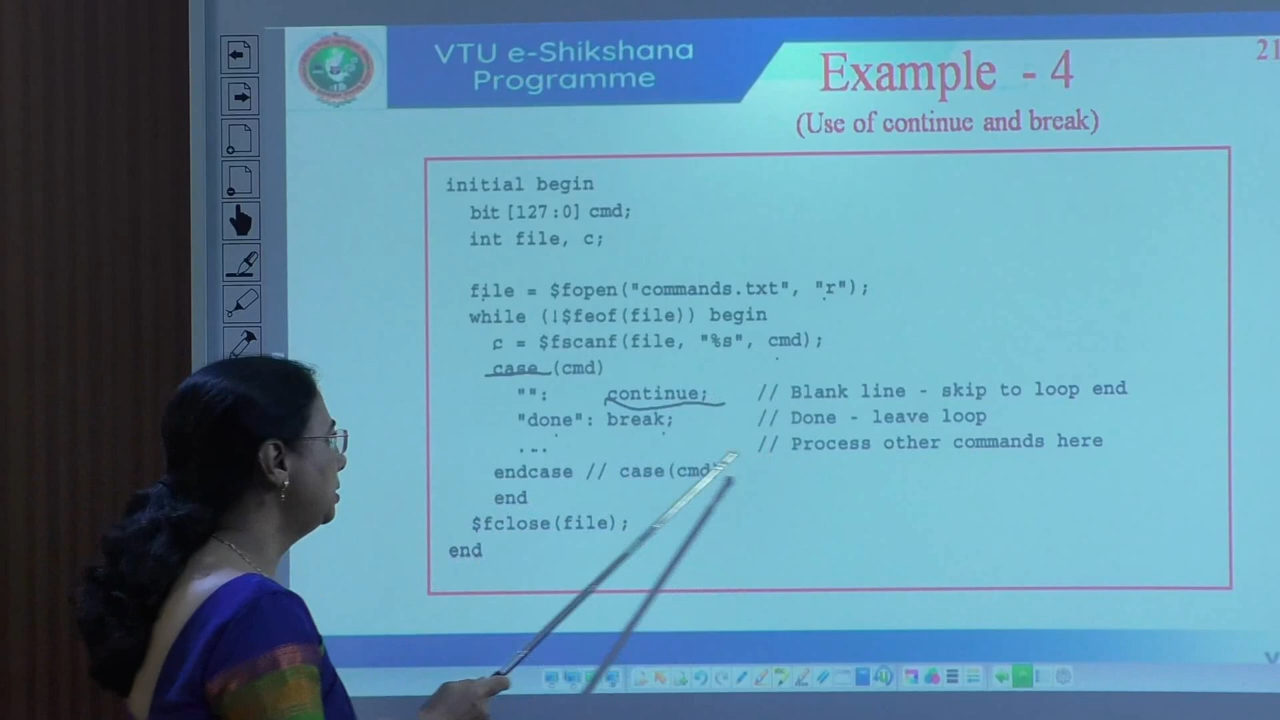 VTU e-Shikshana
Programme
Example - 4
21
(Use of continue and break)
initial begin
bit [127:0] cmd;
int file, c;
file = $fopen("commands.txt", "r");
while (!$feof(file)) begin
c = $fscanf(file, "%s", cmd);
case (cmd)
"": continue; // Blank line - skip to loop end
"done": break; // Done - leave loop
... // Process other commands here
endcase // case(cmd)
end
$fclose(file);
end